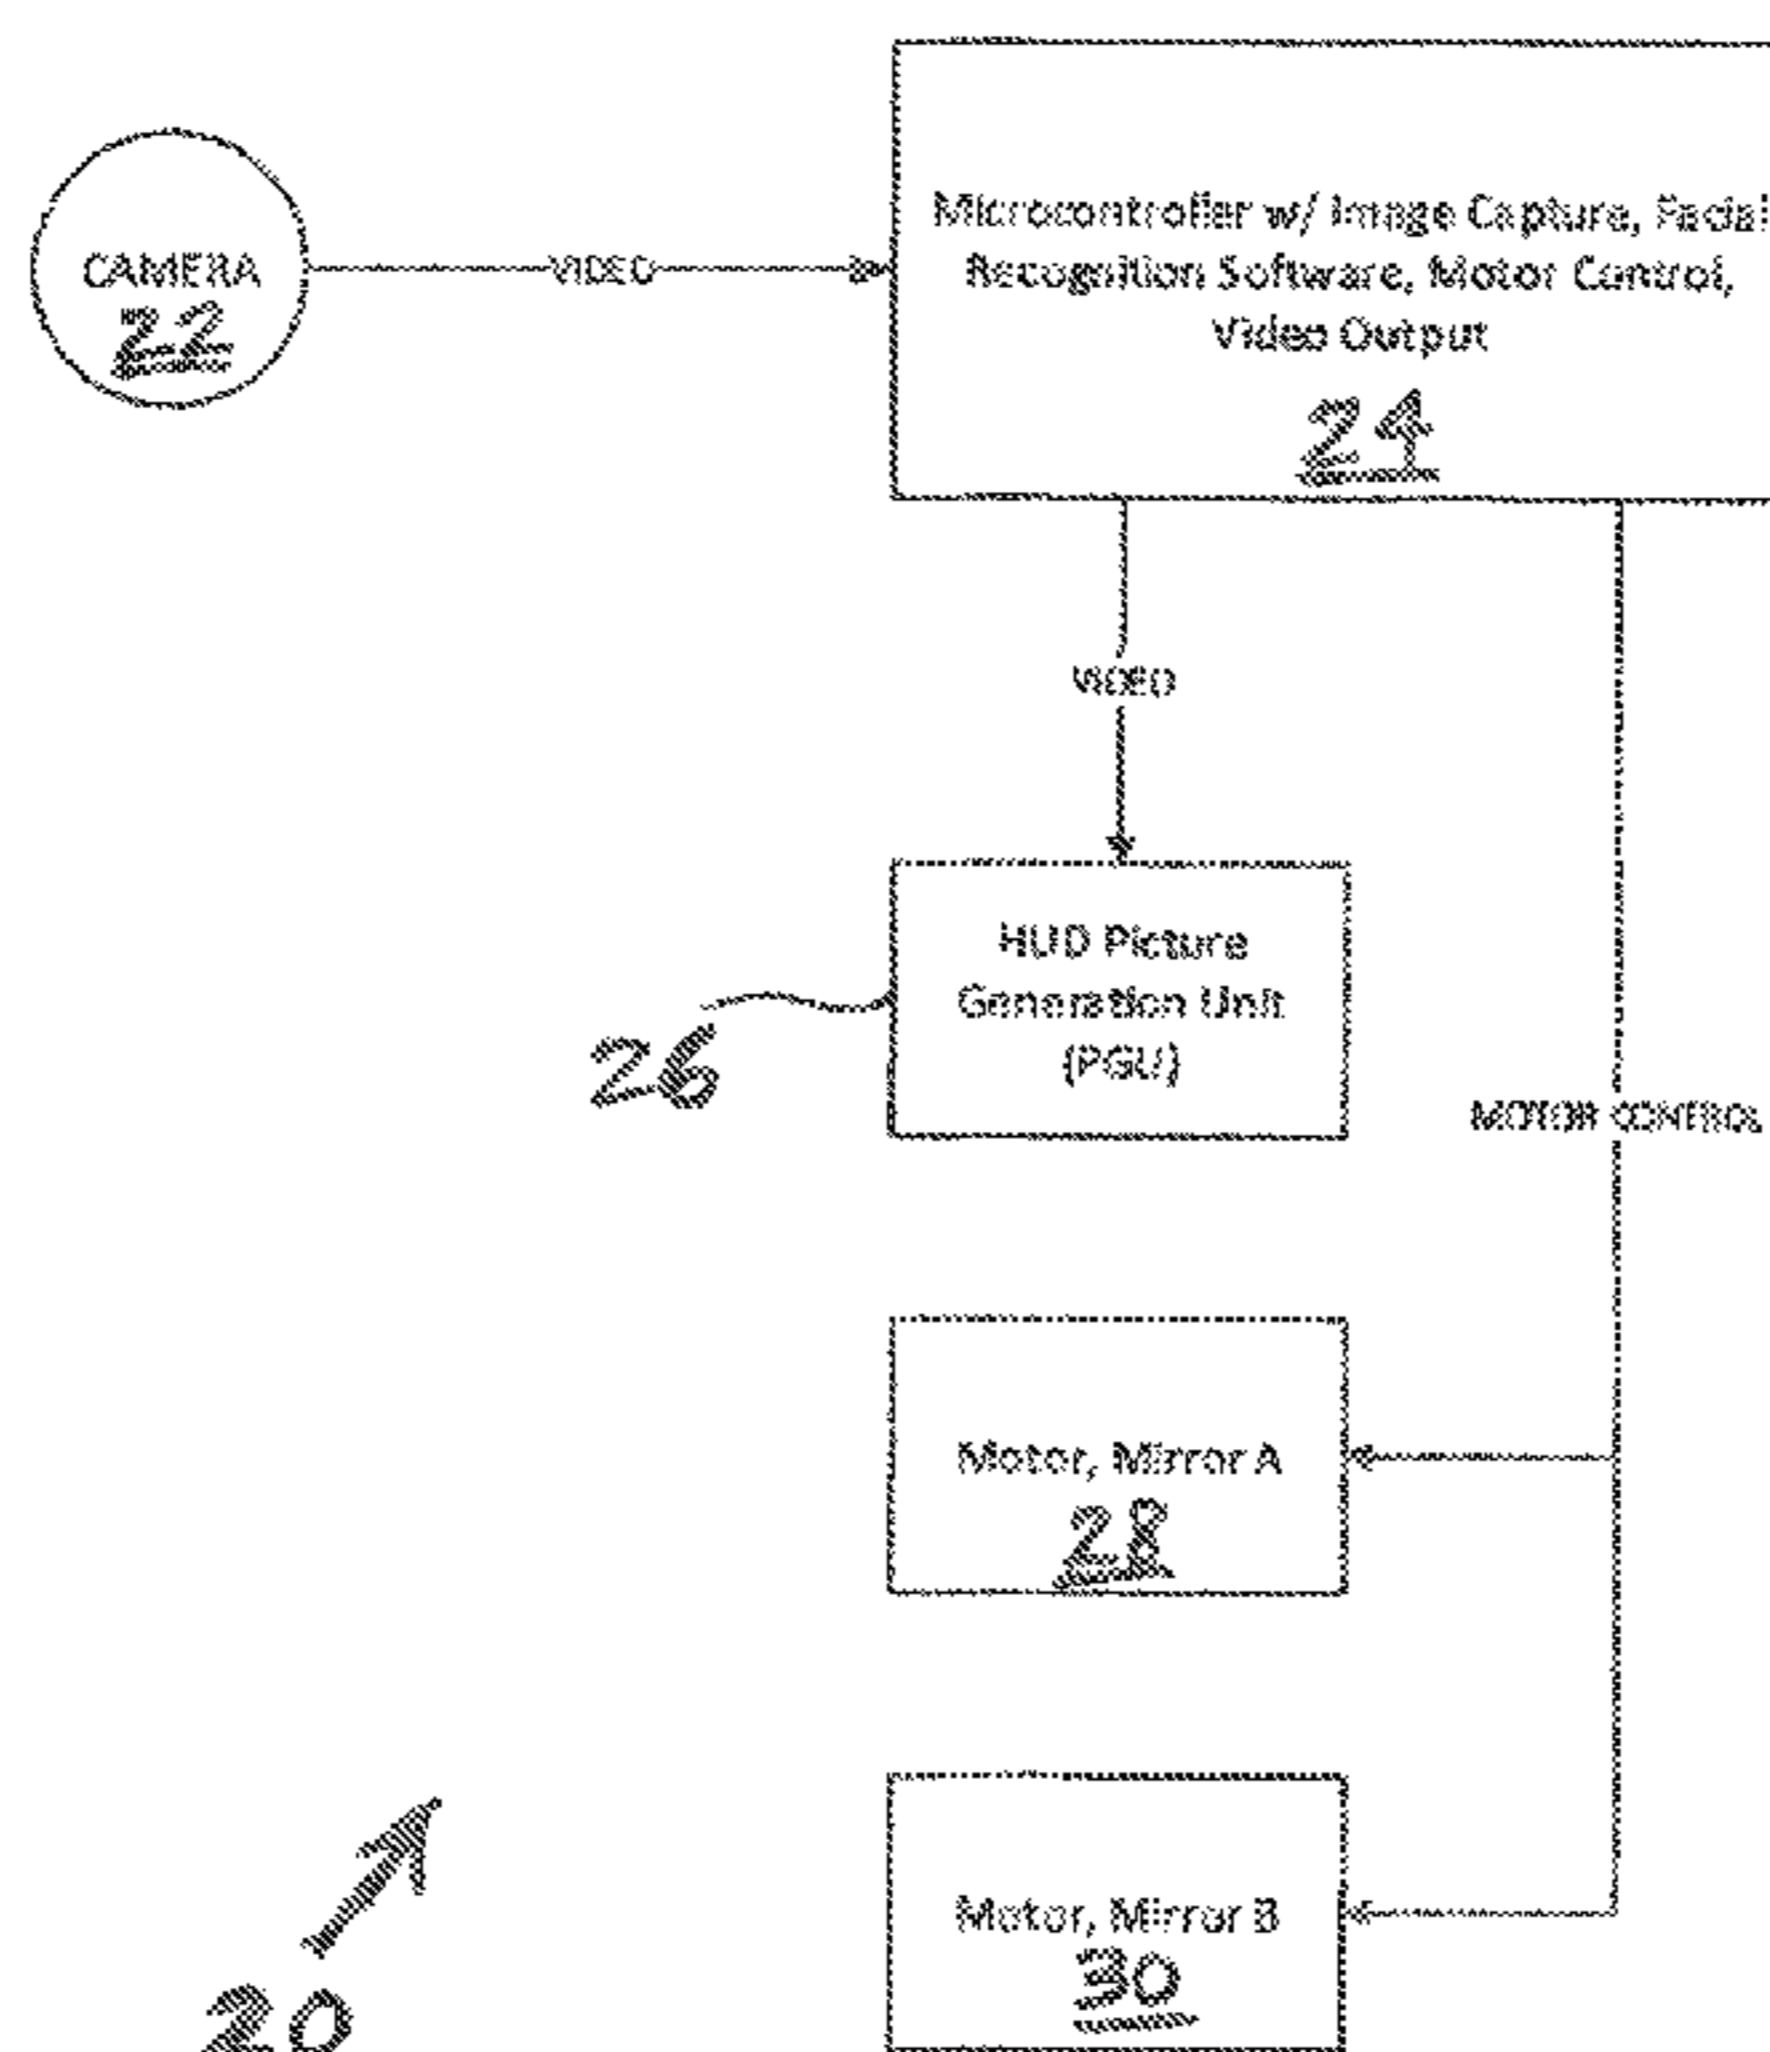 Microcontroller w/ Image Capture, Facial
Recognition Software, Motor Control,
Video Output
24
CAMERA
22
VIDEO
VIDEO
HUD Picture
Generation Unit
(PGU)
26
MOTOR CONTROL
Motor, Mirror A
28
Motor, Mirror B
30
20